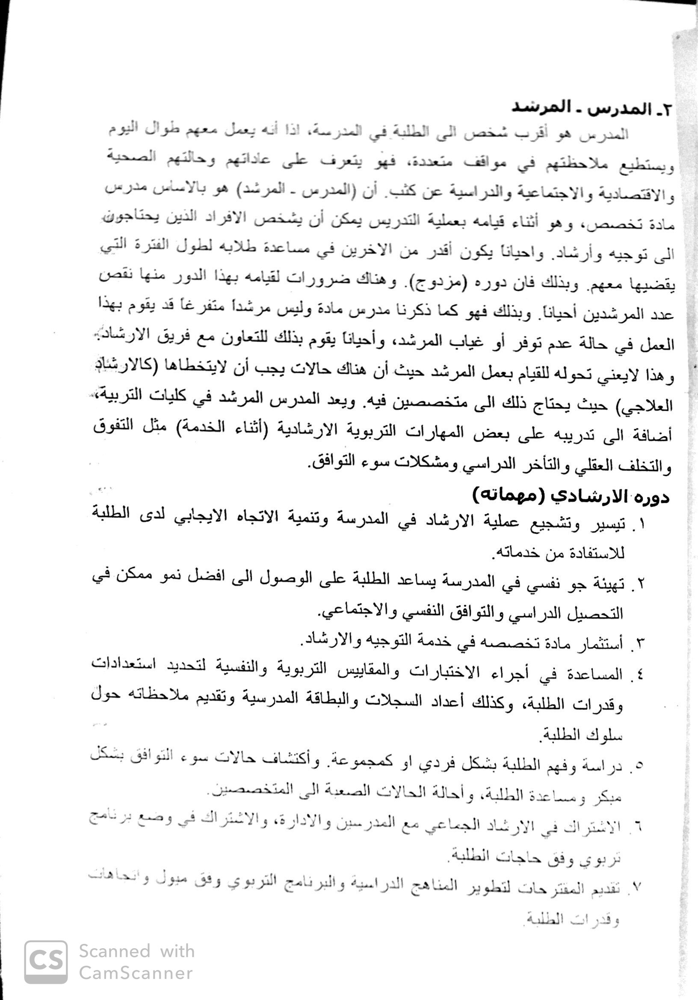 ٢- المدرس - المرشد
المدرس هو أقرب شخص الى الطلبة في المدرسة، اذا أنه يعمل معهم طوال اليوم
ويستطيع ملاحظتهم في مواقف متعددة، فهو يتعرف على عاداتهم وحالتهم الصحية
والاقتصادية والاجتماعية والدراسية عن كثب. أن (المدرس - المرشد) هو بالاساس مدرس
مادة تخصص، وهو أثناء قيامه بعملية التدريس يمكن أن يشخص الافراد الذين يحتاجون
الى توجيه وأرشاد. واحياناً يكون أقدر من الاخرين في مساعدة طلابه لطول الفترة التي
يقضيها معهم. وبذلك فان دوره (مزدوج). وهناك ضرورات لقيامه بهذا الدور منها نقص
عدد المرشدين أحياناً. وبذلك فهو كما ذكرنا مدرس مادة وليس مرشداً متفرغاً قد يقوم بهذا
العمل في حالة عدم توفر أو غياب المرشد، وأحياناً يقوم بذلك للتعاون مع فريق الارشاد.
وهذا لايعني تحوله للقيام بعمل المرشد حيث أن هناك حالات يجب أن لايتخطاها (كالارشاد
العلاجي) حيث يحتاج ذلك الى متخصصين فيه. ويعد المدرس المرشد في كليات التربية،
أضافة الى تدريبه على بعض المهارات التربوية الارشادية (أثناء الخدمة) مثل التفوق
والتخلف العقلي والتأخر الدراسي ومشكلات سوء التوافق.
دوره الارشادي (مهماته)
١. تيسير وتشجيع عملية الارشاد في المدرسة وتنمية الاتجاه الايجابي لدى الطلبة
للاستفادة من خدماته.
٢. تهيئة جو نفسي في المدرسة يساعد الطلبة على الوصول الى افضل نمو ممكن في
التحصيل الدراسي والتوافق النفسي والاجتماعي.
٣. أستثمار مادة تخصصه في خدمة التوجيه والارشاد.
٤. المساعدة في أجراء الاختبارات والمقاييس التربوية والنفسية لتحديد استعدادات
وقدرات الطلبة، وكذلك أعداد السجلات والبطاقة المدرسية وتقديم ملاحظاته حول
سلوك الطلبة.
٥. دراسة وفهم الطلبة بشكل فردي او كمجموعة. وأكتشاف حالات سوء التوافق بشكل
مبكر ومساعدة الطلبة، وأحالة الحالات الصعبة الى المتخصصين.
٦. الاشتراك في الارشاد الجماعي مع المدرسين والادارة، والاشتراك في وضع برنامج
تربوي وفق حاجات الطلبة.
٧. تقديم المقترحات لتطوير المناهج الدراسية والبرنامج التربوي وفق ميول واتجاهات
وقدرات الطلبة.
CS Scanned with
CamScanner